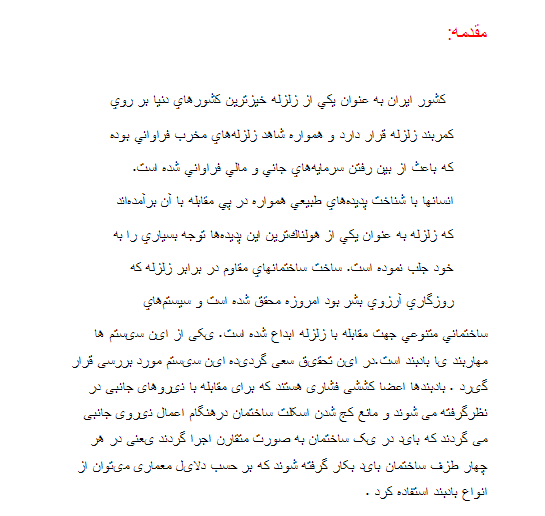 مقدمه:
كشور ايران به عنوان يكي از زلزله خيزترين كشورهاي دنيا بر روي
كمربند زلزله قرار دارد و همواره شاهد زلزله‌هاي مخرب فراواني بوده
كه باعث از بين رفتن سرمايه‌هاي جاني و مالي فراواني شده است.
انسانها با شناخت پديده‌هاي طبيعي همواره در پي مقابله با آن برآمده‌اند
كه زلزله به عنوان يكي از هولناك‌ترين اين پديده‌ها توجه بسياري را به
خود جلب نموده است. ساخت ساختمانهاي مقاوم در برابر زلزله كه
روزگاري آرزوي بشر بود امروزه محقق شده است و سيستم‌هاي
ساختماني متنوعي جهت مقابله با زلزله ابداع شده است. یکی از این سیستم ها
مهاربند یا بادبند است.در این تحقیق سعی گردیده این سیستم مورد بررسی قرار
گیرد . بادبندها اعضا کششی فشاری هستند که برای مقابله با نیروهای جانبی در
نظرگرفته می شوند و مانع کج شدن اسکلت ساختمان درهنگام اعمال نیروی جانبی
می گردند که باید در یک ساختمان به صورت متقارن اجرا گردند یعنی در هر
چهار طرف ساختمان باید بکار گرفته شوند که بر حسب دلایل معماری میتوان از
انواع بادبند استفاده کرد .